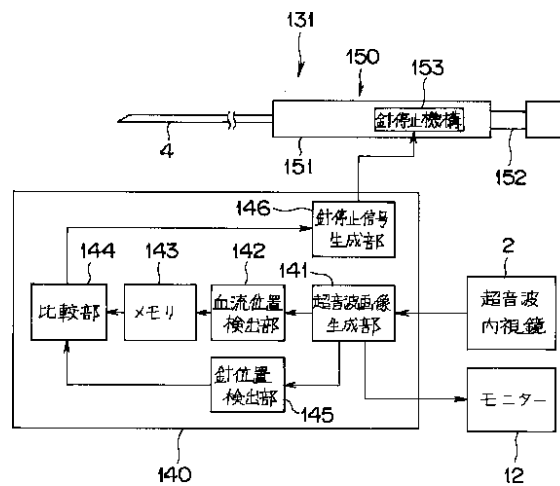 131
150
153
針停止機構
4
151
152
146
針停止信号
生成部
144
143
142
141
2
比較部
メモリ
血流位置
検出部
超音波画像
生成部
超音波
内視鏡
針位置
検出部
145
モニター
140
12